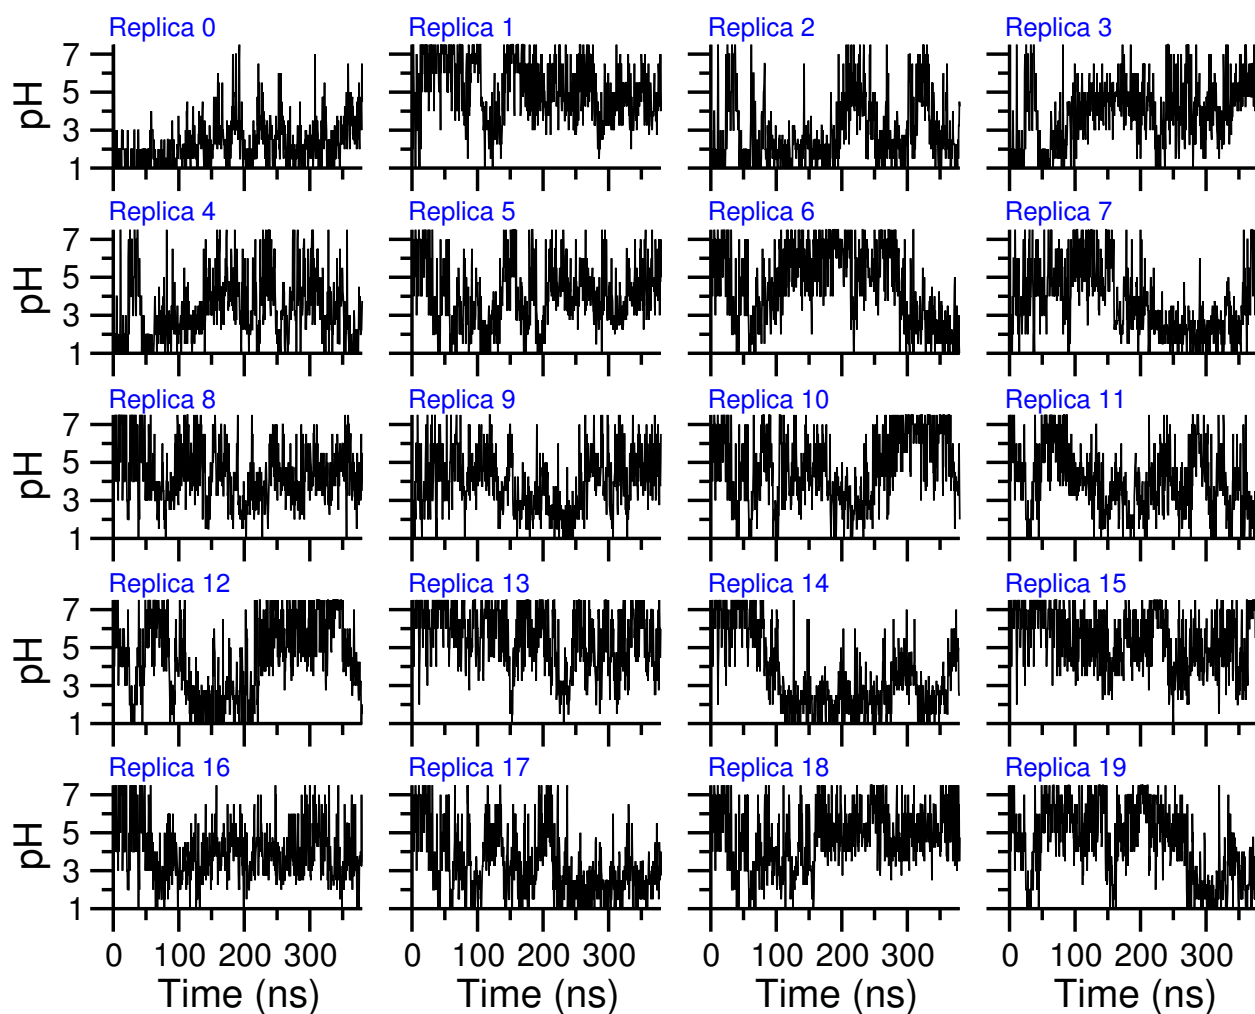 Replica 0 Replica 1 Replica 2 Replica 3
pH 7 5 3 1
Replica 4 Replica 5 Replica 6 Replica 7
pH 7 5 3 1
Replica 8 Replica 9 Replica 10 Replica 11
pH 7 5 3 1
Replica 12 Replica 13 Replica 14 Replica 15
pH 7 5 3 1
Replica 16 Replica 17 Replica 18 Replica 19
pH 7 5 3 1
0 100 200 300 0 100 200 300 0 100 200 300 0 100 200 300
Time (ns) Time (ns) Time (ns) Time (ns)